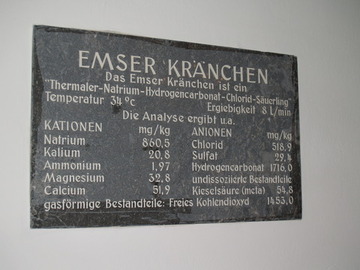 EMSER KRÄNCHEN
Das Emser Kränchen ist ein
"Thermaler-Natrium-Hydrogencarbonat-Chlorid-Säuerling"
Temperatur 34 °C Ergiebigkeit 8 L/min
Die Analyse ergibt u.a.
KATIONEN mg/kg ANIONEN mg/kg
Natrium 860,5 Chlorid 518,9
Kalium 20,8 Sulfat 29,4
Ammonium 1,97 Hydrogencarbonat 1716,0
Magnesium 32,8 undissoziierte Bestandteile
Calcium 51,9 Kieselsäure (meta) 54,8
gasförmige Bestandteile: Freies Kohlendioxyd 1453,0